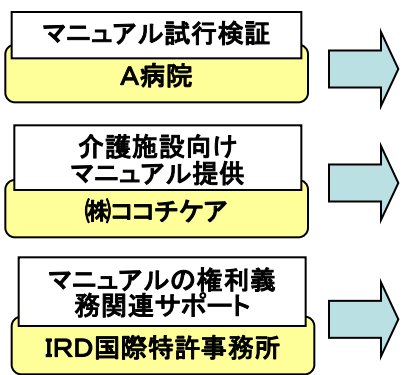 マニュアル試行検証
A病院
介護施設向け
マニュアル提供
㈱ココチケア
マニュアルの権利義
務関連サポート
IRD国際特許事務所